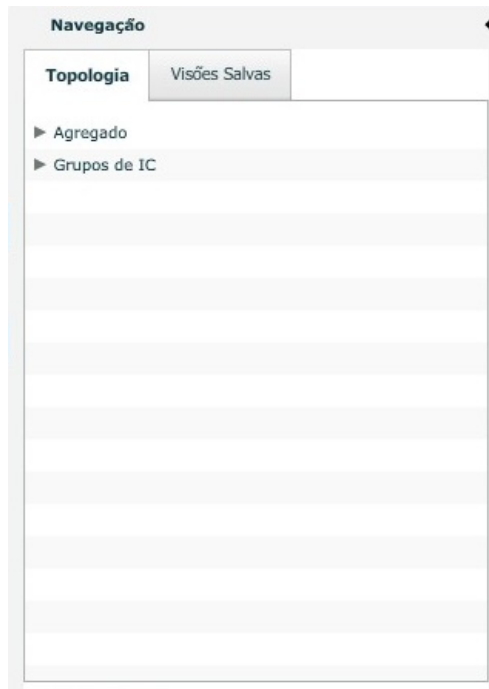 Navegação
Topologia
Visões Salvas
Agregado
Grupos de IC